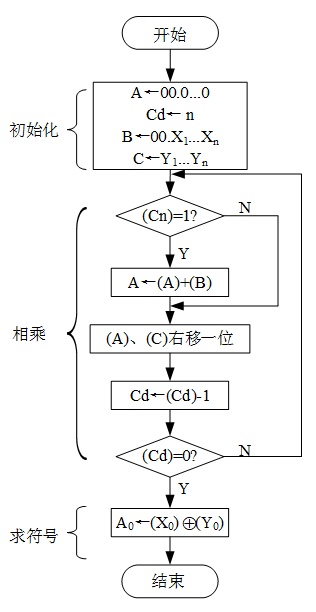 开始
A←00.0...0
Cd← n
B←00.X₁...Xₙ
C←Y₁...Yₙ
初始化
(Cn)=1?
N
Y
A←(A)+(B)
(A)、(C)右移一位
相乘
Cd←(Cd)-1
(Cd)=0?
N
Y
A₀←(X₀)⊕(Y₀)
求符号
结束